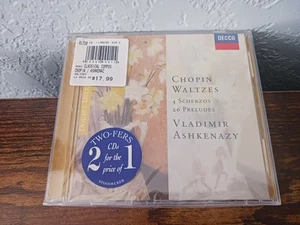 CLASSICAL COMPOS
CHOPIN / ASHKENAZ
$17.99
DECCA
CHOPIN
WALTZES
4 SCHERZOS
26 PRELUDES
VLADIMIR
ASHKENAZY
TWO-FERS
2 CDs for the price of 1